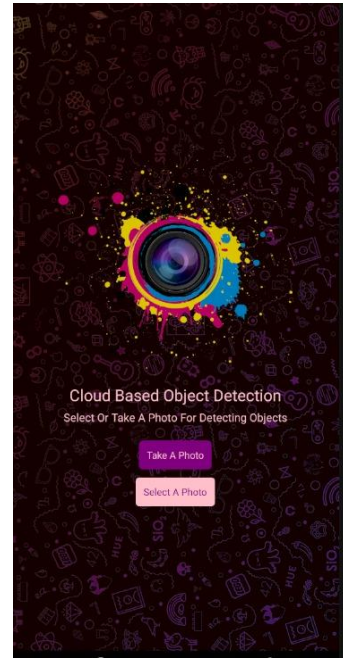 Cloud Based Object Detection
Select Or Take A Photo For Detecting Objects
Take A Photo
Select A Photo